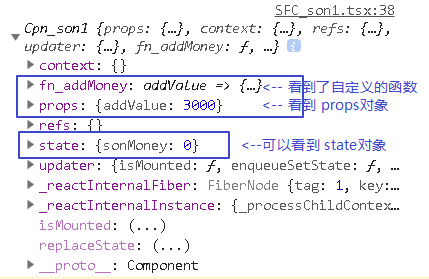 SFC_son1.tsx:38
Cpn_son1 {props: {…}, context: {…}, refs: {…},
updater: {…}, fn_addMoney: ƒ, …} i
context: {}
fn_addMoney: addValue => {…} <-- 看到了自定义的函数
props: {addValue: 3000} <-- 看到 props对象
refs: {}
state: {sonMoney: 0} <--可以看到 state对象
updater: {isMounted: ƒ, enqueueSetState: ƒ, …
_reactInternalFiber: FiberNode {tag: 1, key:…
_reactInternalInstance: {_processChildContex…
isMounted: (...)
replaceState: (...)
__proto__: Component